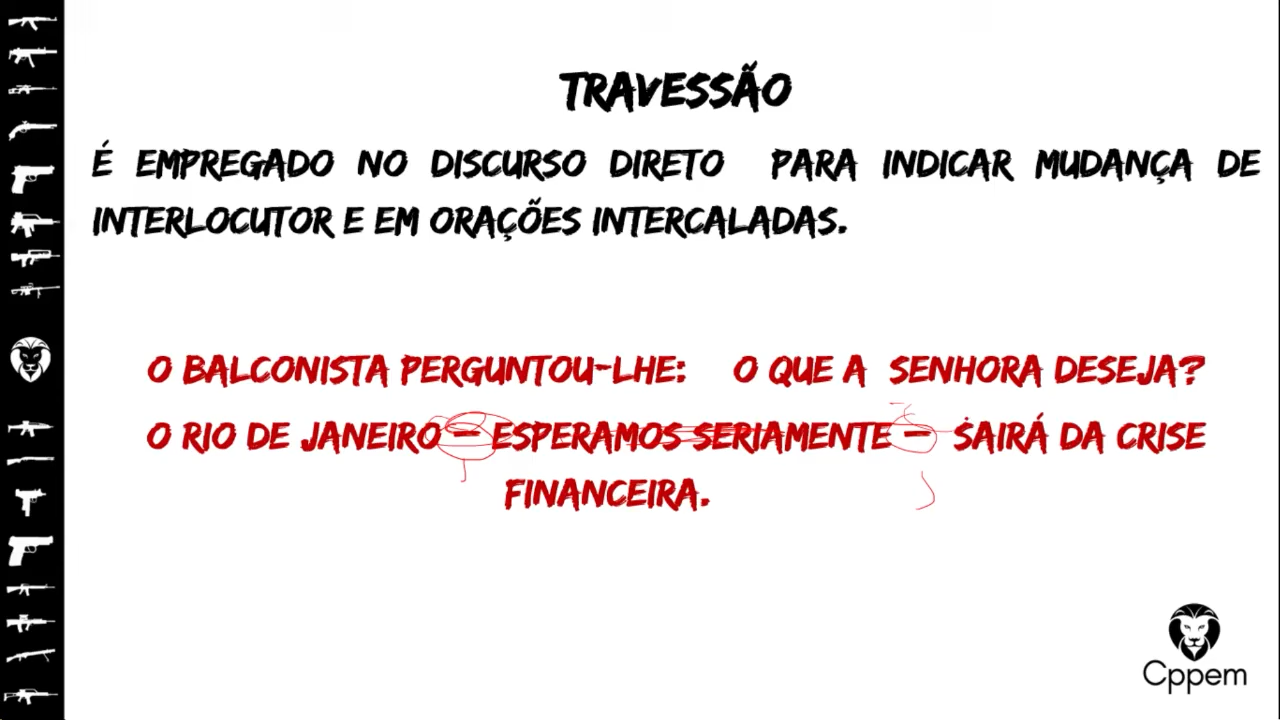 TRAVESSÃO
É EMPREGADO NO DISCURSO DIRETO PARA INDICAR MUDANÇA DE
INTERLOCUTOR E EM ORAÇÕES INTERCALADAS.
O BALCONISTA PERGUNTOU-LHE: O QUE A SENHORA DESEJA?
O RIO DE JANEIRO – ESPERAMOS SERIAMENTE – SAIRÁ DA CRISE
FINANCEIRA.
Cppem